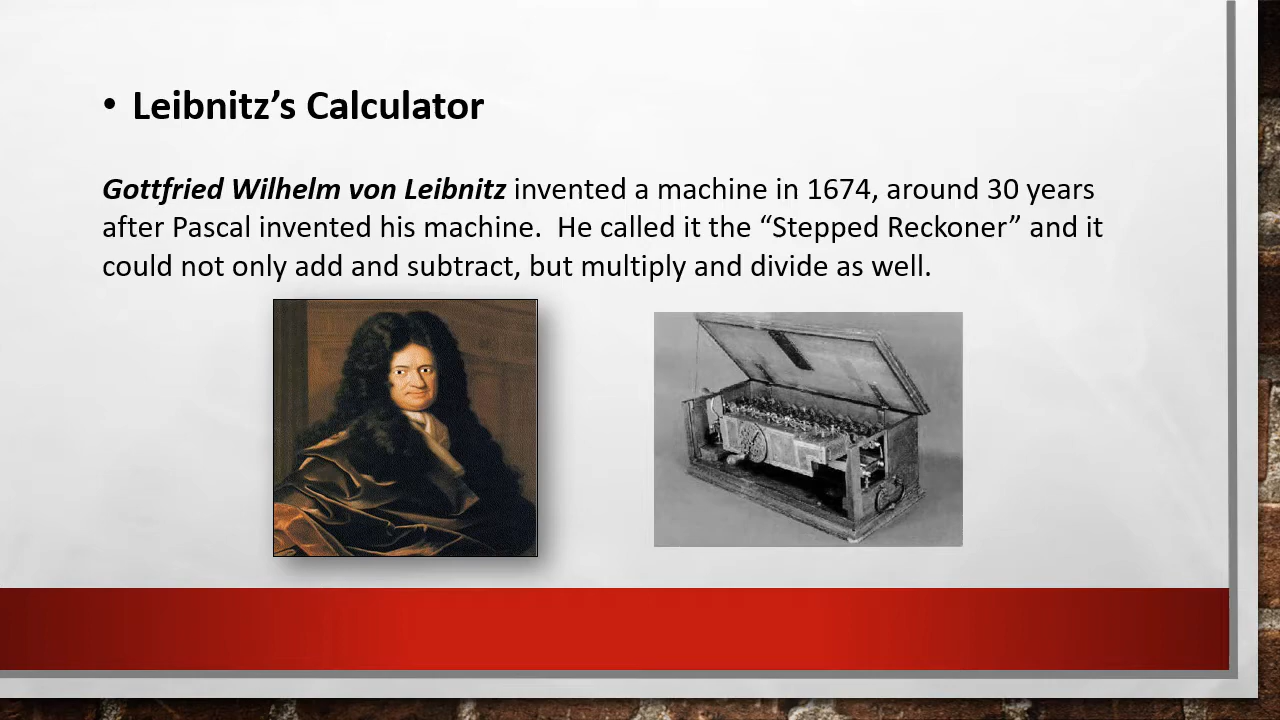 • Leibnitz’s Calculator
Gottfried Wilhelm von Leibnitz invented a machine in 1674, around 30 years
after Pascal invented his machine.  He called it the “Stepped Reckoner” and it
could not only add and subtract, but multiply and divide as well.